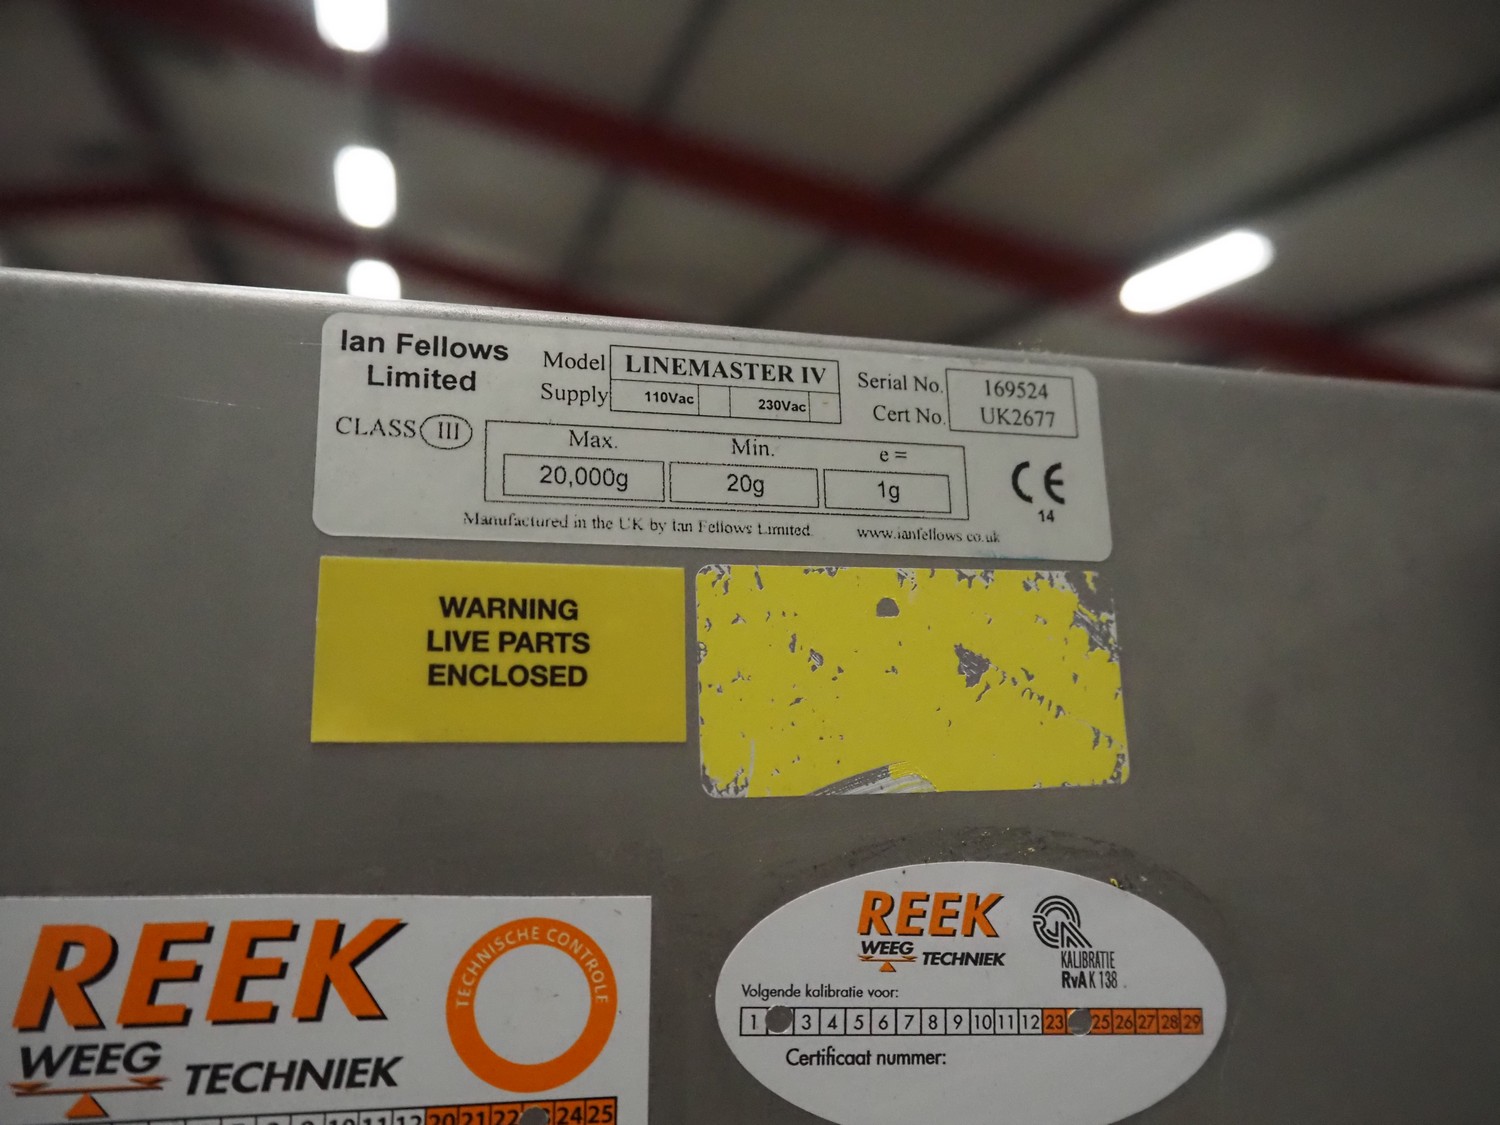 Ian Fellows
Limited
CLASS III
Model LINEMASTER IV
Supply 110Vac 230Vac
Serial No. 169524
Cert No. UK2677
Max. Min. e =
20,000g 20g 1g
CE
14
Manufactured in the UK by Ian Fellows Limited. www.ianfellows.co.uk
WARNING
LIVE PARTS
ENCLOSED
REEK
WEEG TECHNIEK
TECHNISCHE CONTROLE
10 11 12 20 21 22 24 25
REEK
WEEG TECHNIEK
KALIBRATIE
RvA K 138
Volgende kalibratie voor:
1 3 4 5 6 7 8 9 10 11 12 23 25 26 27 28 29
Certificaat nummer: